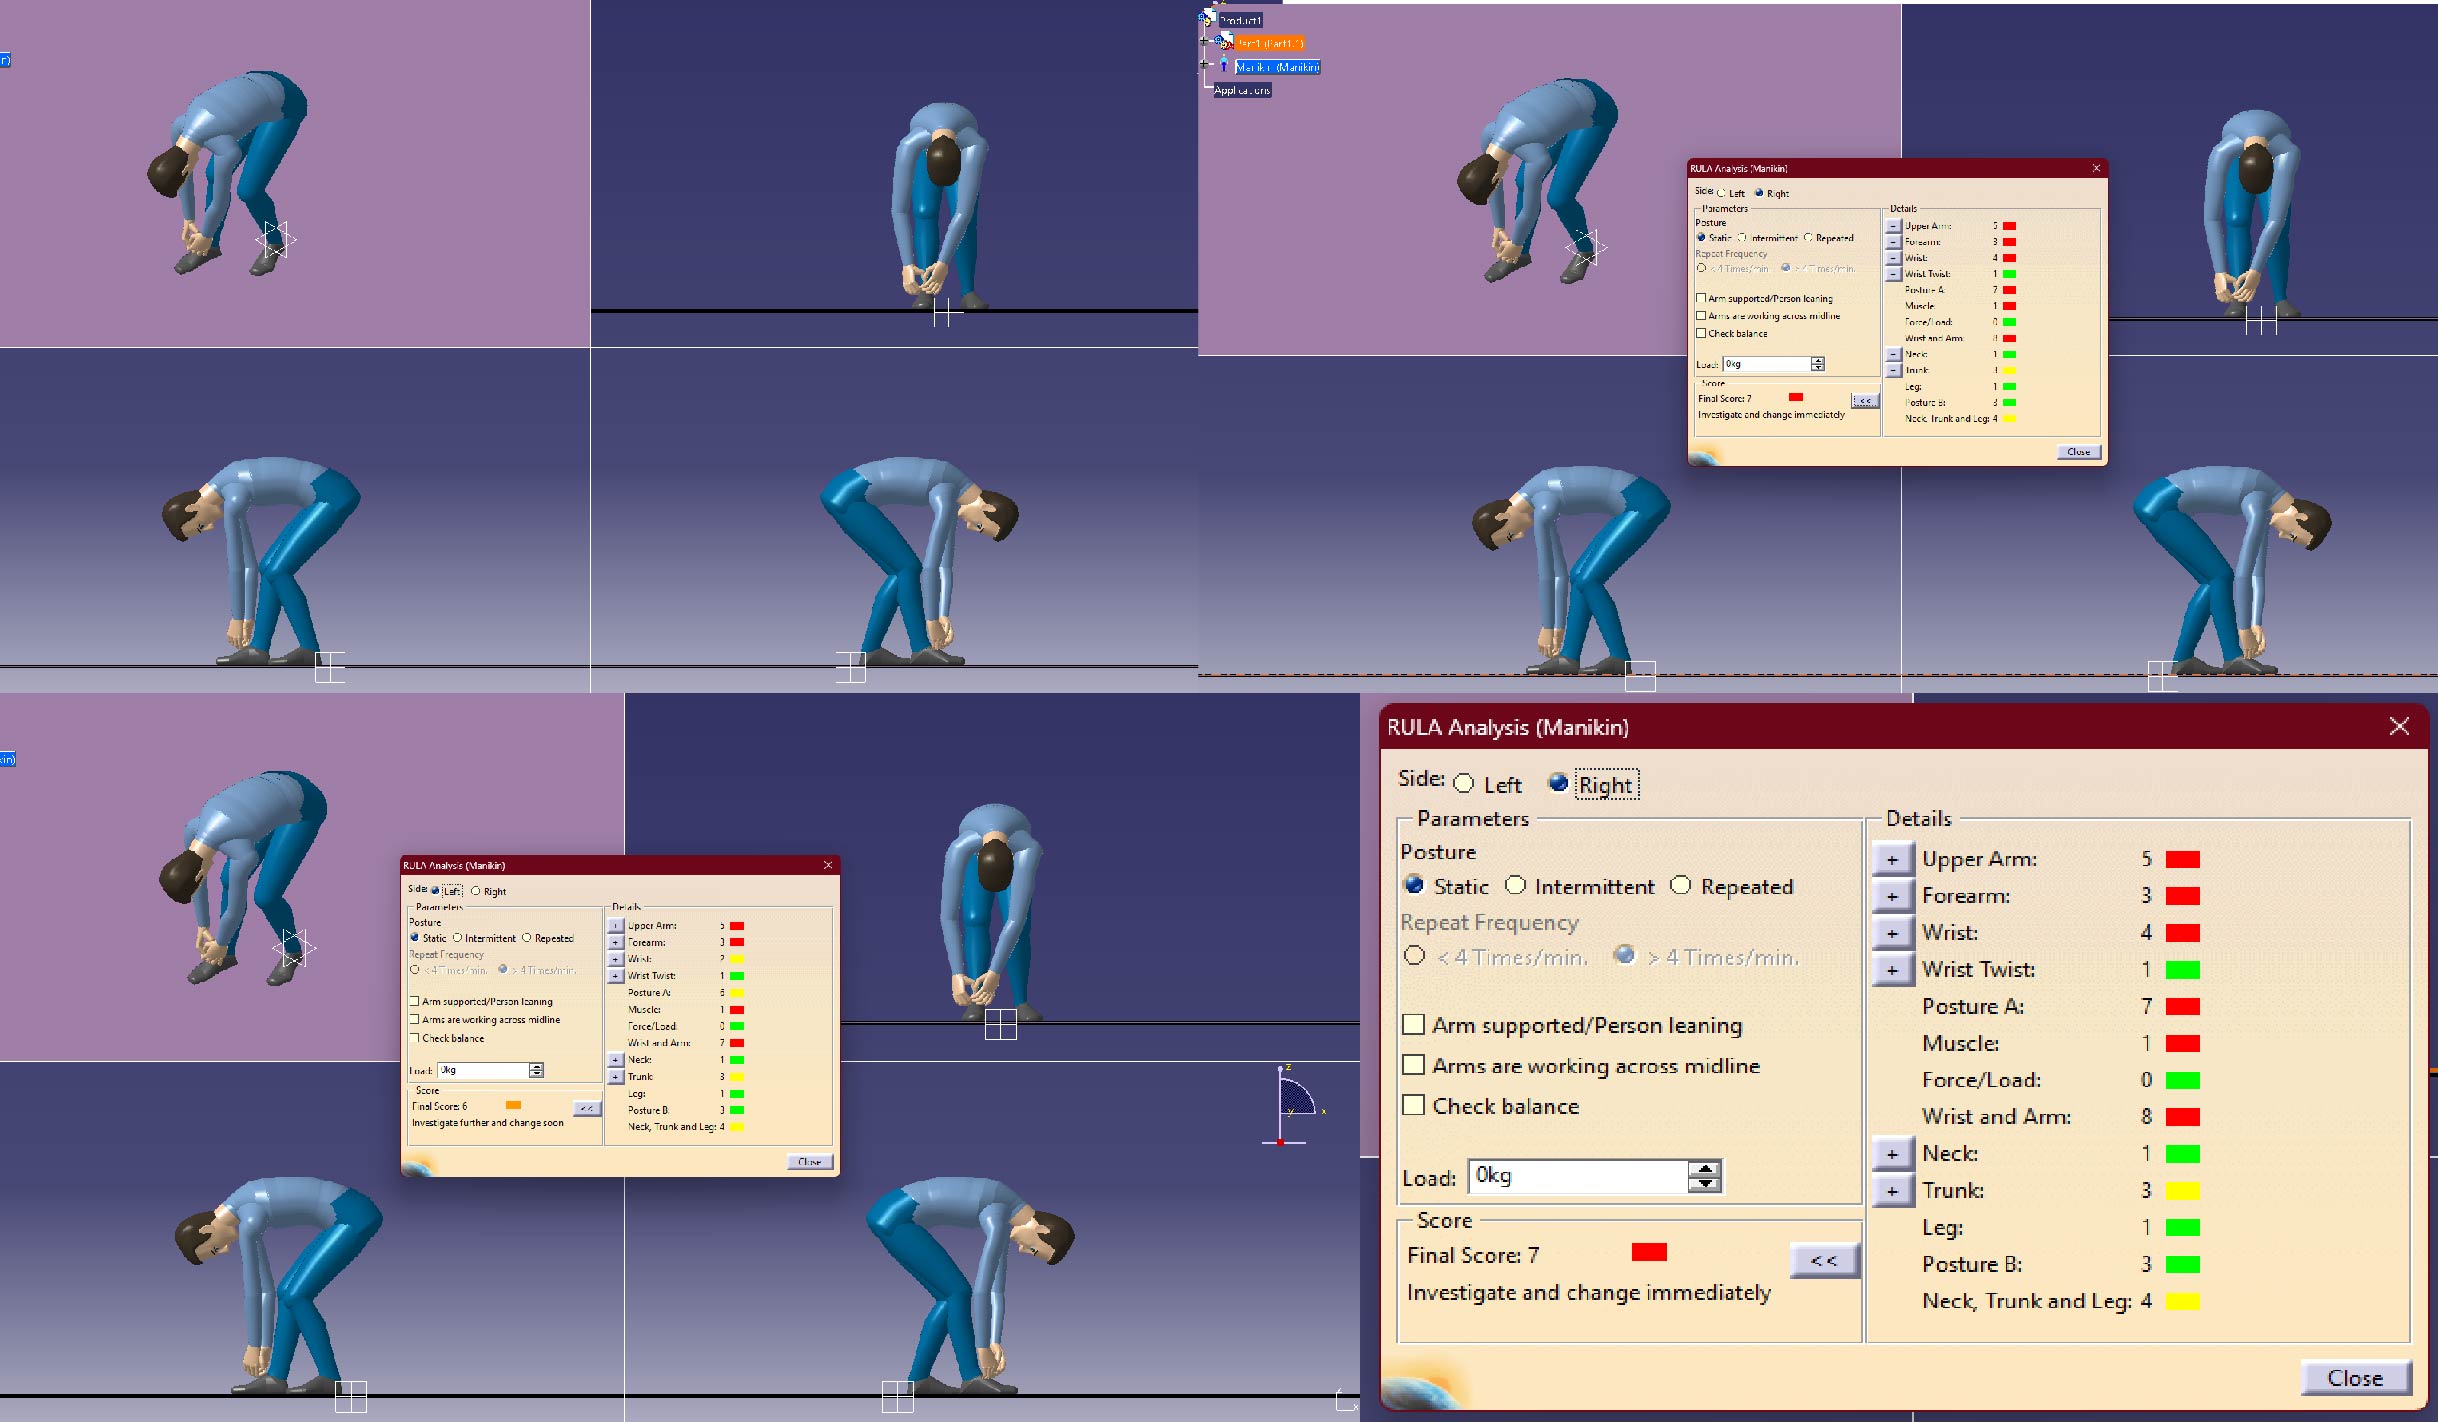 r)
Product1
Part1 (Part1.1)
Manikin (Manikin)
Applications
RULA Analysis (Manikin)
Side: Left Right
Parameters
Posture
Static Intermittent Repeated
Repeat Frequency
< 4 Times/min. > 4 Times/min.
Arm supported/Person leaning
Arms are working across midline
Check balance
Load: 0kg
Score
Final Score: 7
<<
Investigate and change immediately
Details
Upper Arm: 5
Forearm: 3
Wrist: 4
Wrist Twist: 1
Posture A: 7
Muscle: 1
Force/Load: 0
Wrist and Arm: 8
Neck: 1
Trunk: 3
Leg: 1
Posture B: 3
Neck, Trunk and Leg: 4
Close
kin)
RULA Analysis (Manikin)
Side: Left Right
Parameters
Posture
Static Intermittent Repeated
Repeat Frequency
< 4 Times/min. > 4 Times/min.
Arm supported/Person leaning
Arms are working across midline
Check balance
Load: 0kg
Score
Final Score: 6
<<
Investigate further and change soon
Details
Upper Arm: 5
Forearm: 3
Wrist: 2
Wrist Twist: 1
Posture A: 6
Muscle: 1
Force/Load: 0
Wrist and Arm: 7
Neck: 1
Trunk: 3
Leg: 1
Posture B: 3
Neck, Trunk and Leg: 4
Close
z
y
x
x
RULA Analysis (Manikin)
Side: Left Right
Parameters
Posture
Static Intermittent Repeated
Repeat Frequency
< 4 Times/min. > 4 Times/min.
Arm supported/Person leaning
Arms are working across midline
Check balance
Load: 0kg
Score
Final Score: 7
<<
Investigate and change immediately
Details
Upper Arm: 5
Forearm: 3
Wrist: 4
Wrist Twist: 1
Posture A: 7
Muscle: 1
Force/Load: 0
Wrist and Arm: 8
Neck: 1
Trunk: 3
Leg: 1
Posture B: 3
Neck, Trunk and Leg: 4
Close